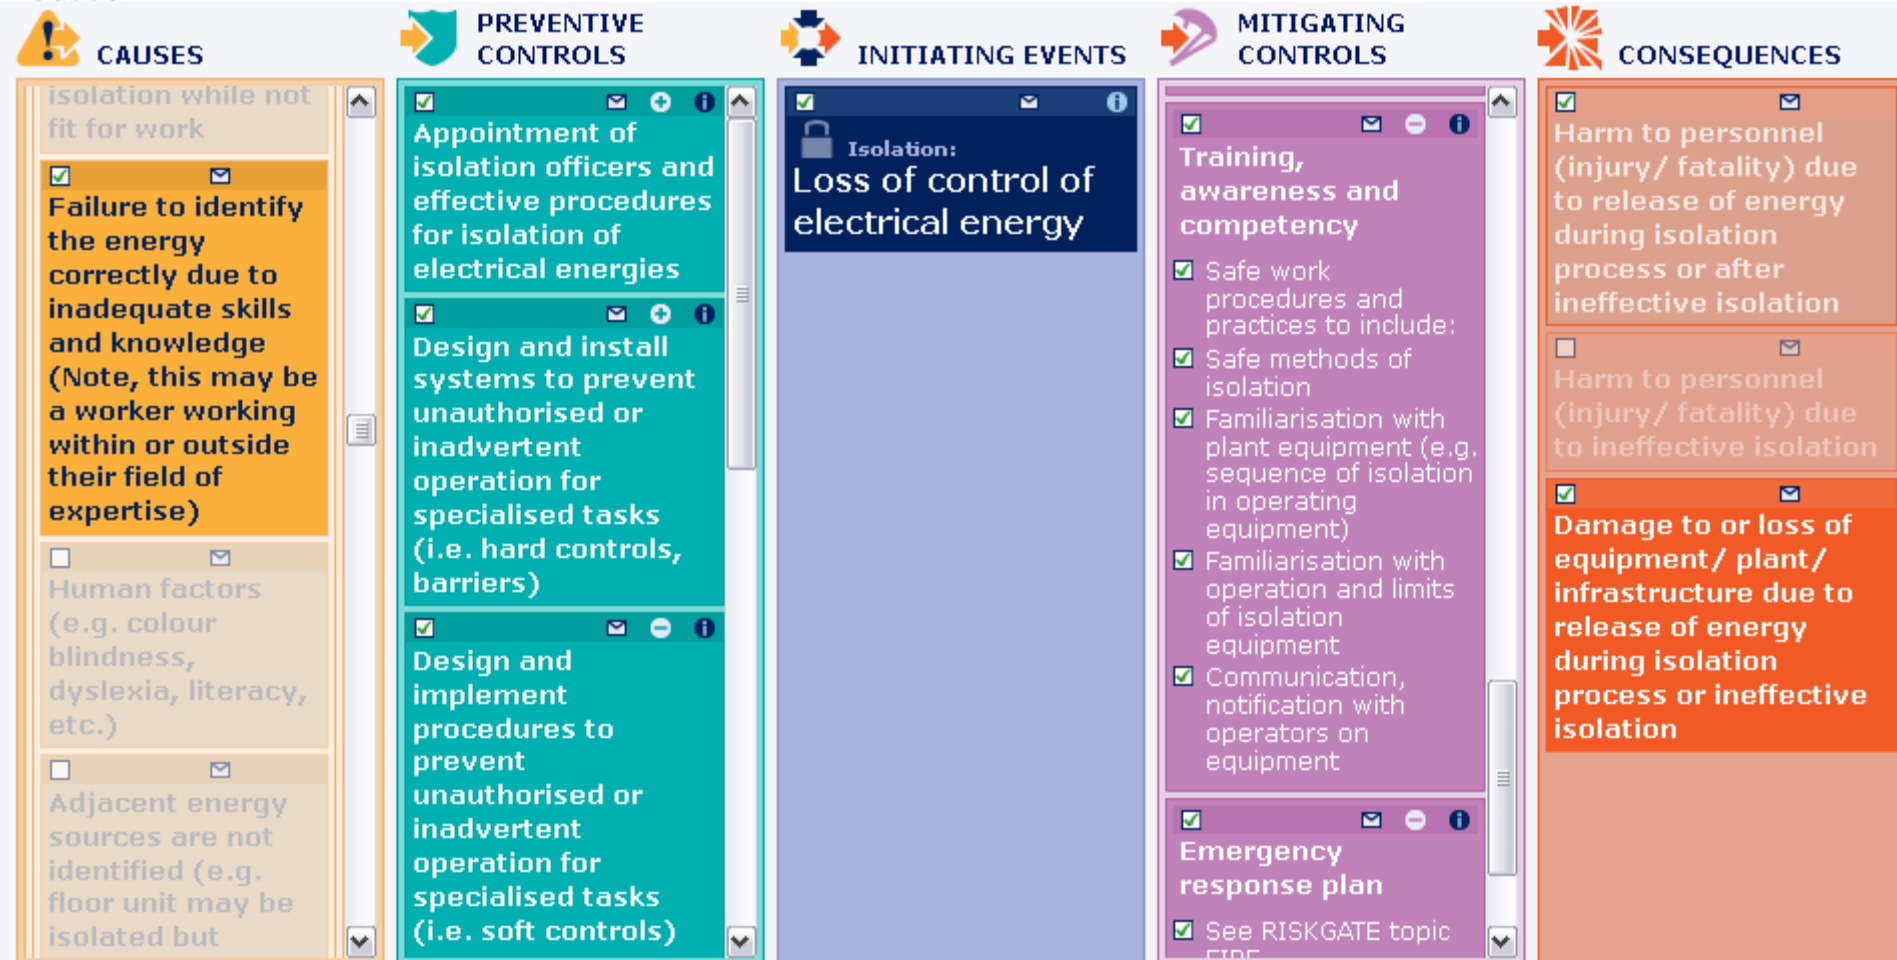 CAUSES
isolation while not
fit for work
Failure to identify
the energy
correctly due to
inadequate skills
and knowledge
(Note, this may be
a worker working
within or outside
their field of
expertise)
Human factors
(e.g. colour
blindness,
dyslexia, literacy,
etc.)
Adjacent energy
sources are not
identified (e.g.
floor unit may be
isolated but
PREVENTIVE
CONTROLS
Appointment of
isolation officers and
effective procedures
for isolation of
electrical energies
Design and install
systems to prevent
unauthorised or
inadvertent
operation for
specialised tasks
(i.e. hard controls,
barriers)
Design and
implement
procedures to
prevent
unauthorised or
inadvertent
operation for
specialised tasks
(i.e. soft controls)
INITIATING EVENTS
Isolation:
Loss of control of
electrical energy
MITIGATING
CONTROLS
Training,
awareness and
competency
Safe work
procedures and
practices to include:
Safe methods of
isolation
Familiarisation with
plant equipment (e.g.
sequence of isolation
in operating
equipment)
Familiarisation with
operation and limits
of isolation
equipment
Communication,
notification with
operators on
equipment
Emergency
response plan
See RISKGATE topic
FIRE
CONSEQUENCES
Harm to personnel
(injury/ fatality) due
to release of energy
during isolation
process or after
ineffective isolation
Harm to personnel
(injury/ fatality) due
to ineffective isolation
Damage to or loss of
equipment/ plant/
infrastructure due to
release of energy
during isolation
process or ineffective
isolation